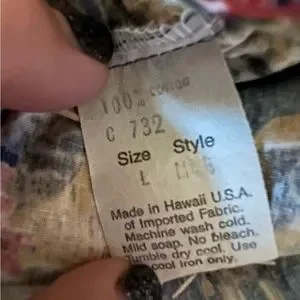 100% COTTON
C 732
Size Style
L
Made in Hawaii U.S.A.
of Imported Fabric.
Machine wash cold.
Mild soap. No bleach.
Tumble dry cool. Use
cool iron only.